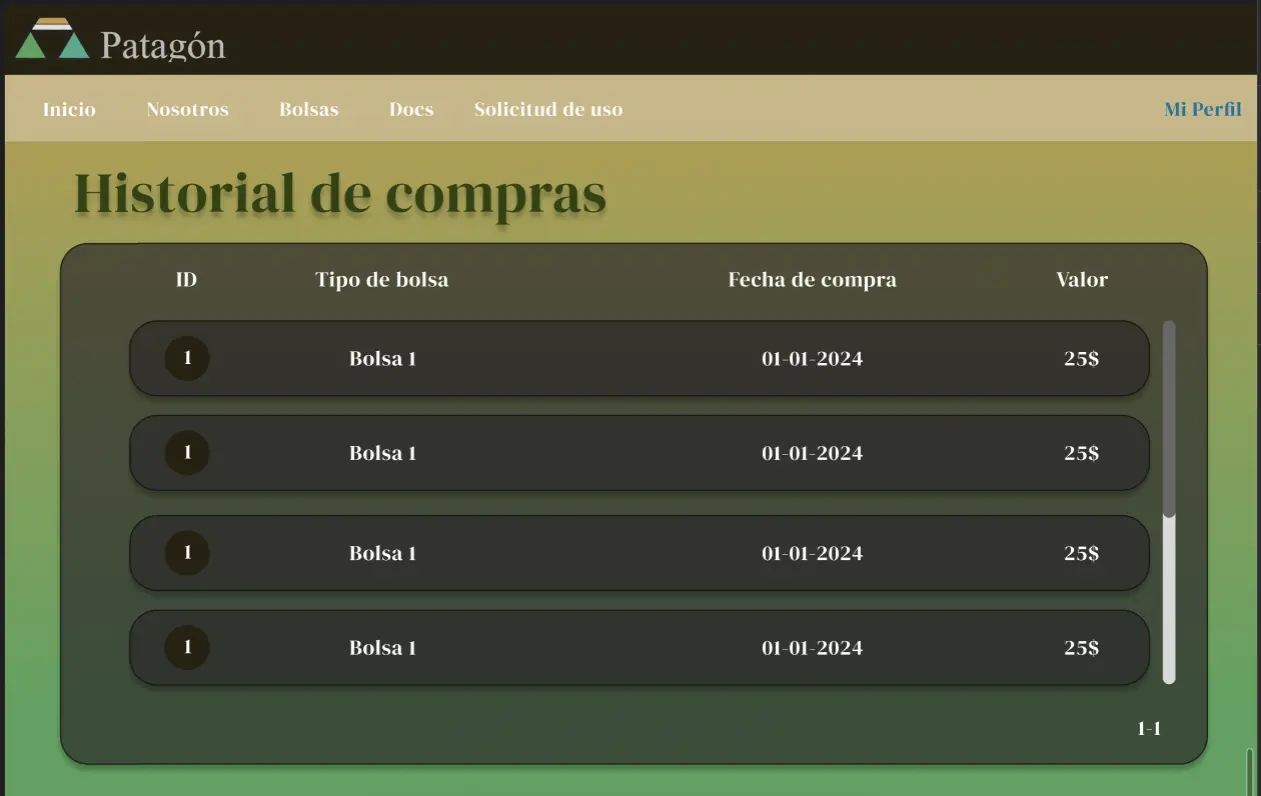 Patagón
Inicio Nosotros Bolsas Docs Solicitud de uso Mi Perfil
Historial de compras
ID Tipo de bolsa Fecha de compra Valor
1 Bolsa 1 01-01-2024 25$
1 Bolsa 1 01-01-2024 25$
1 Bolsa 1 01-01-2024 25$
1 Bolsa 1 01-01-2024 25$
1-1